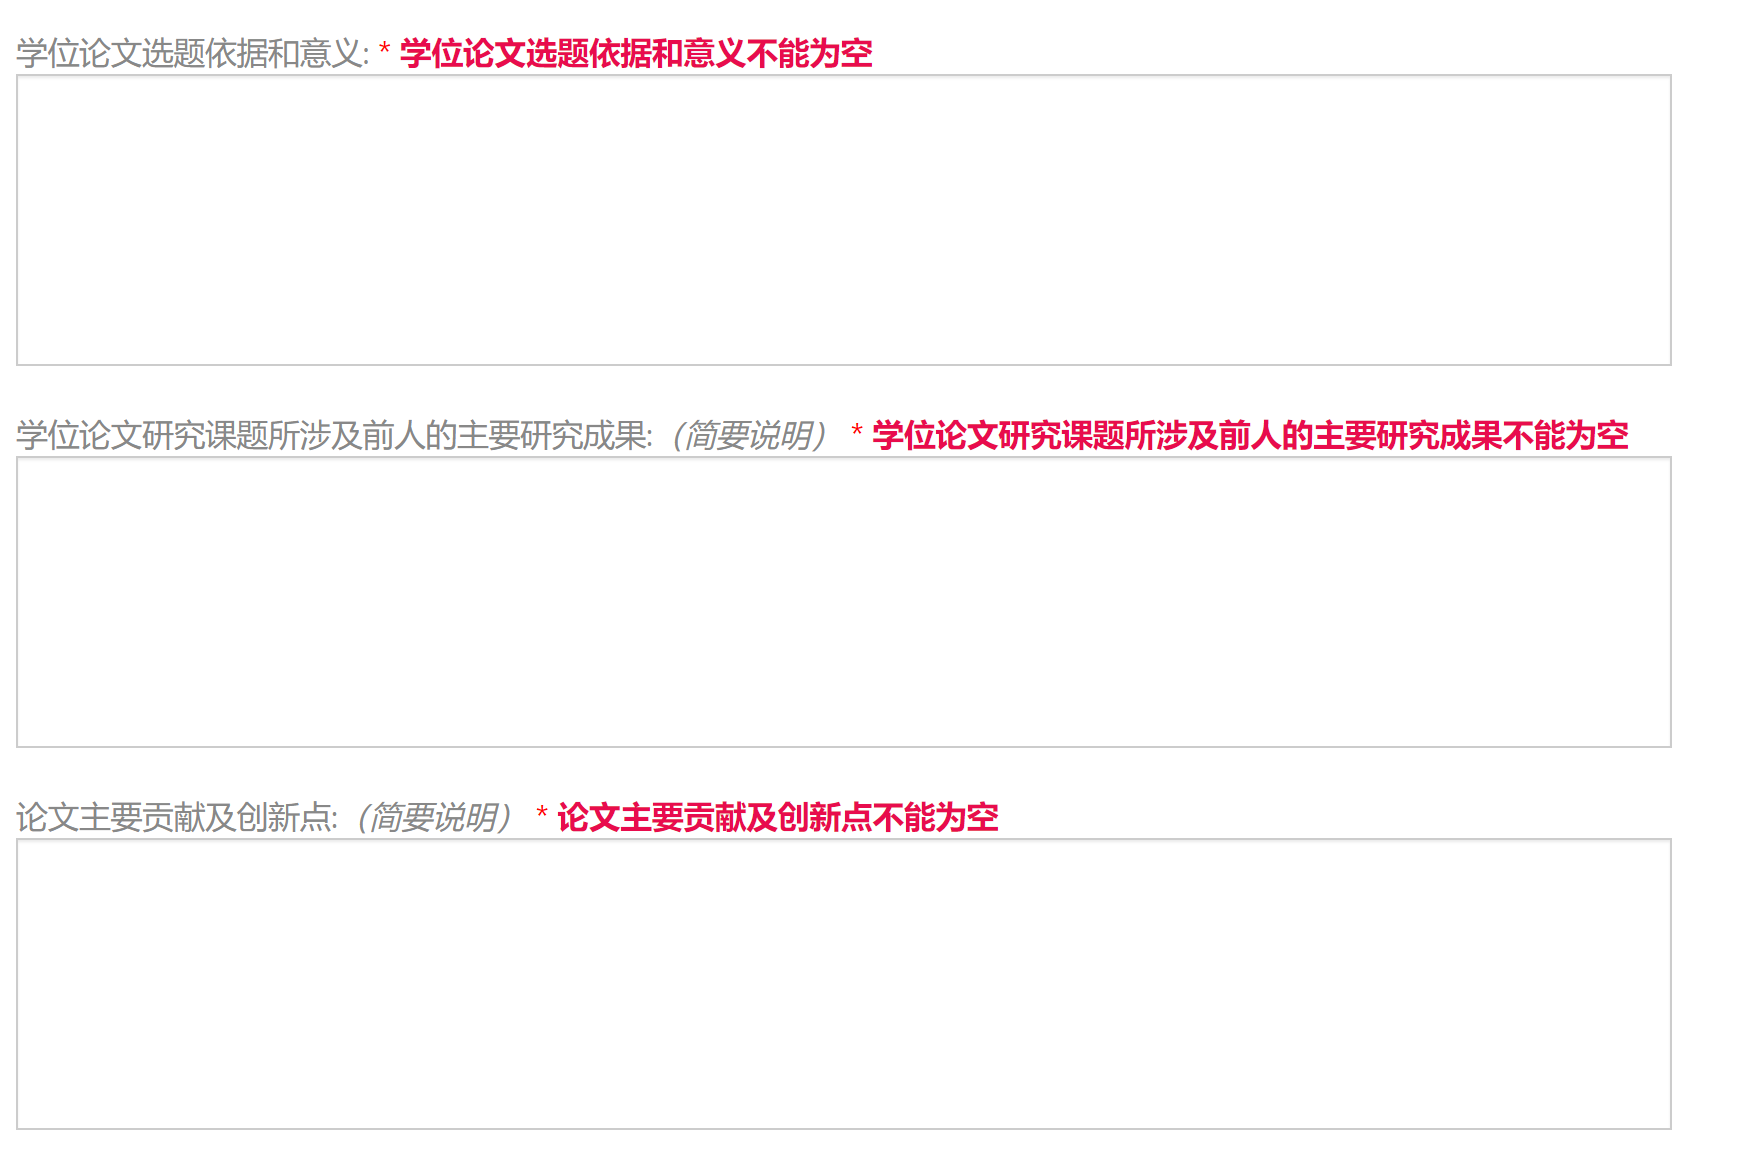 学位论文选题依据和意义: * 学位论文选题依据和意义不能为空
学位论文研究课题所涉及前人的主要研究成果:（简要说明） * 学位论文研究课题所涉及前人的主要研究成果不能为空
论文主要贡献及创新点:（简要说明） * 论文主要贡献及创新点不能为空